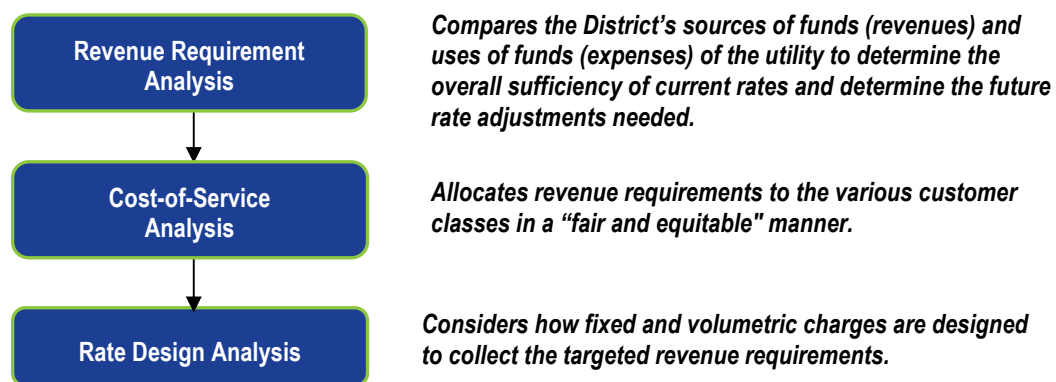 Revenue Requirement
Analysis
Compares the District’s sources of funds (revenues) and
uses of funds (expenses) of the utility to determine the
overall sufficiency of current rates and determine the future
rate adjustments needed.
Cost-of-Service
Analysis
Allocates revenue requirements to the various customer
classes in a “fair and equitable" manner.
Rate Design Analysis
Considers how fixed and volumetric charges are designed
to collect the targeted revenue requirements.